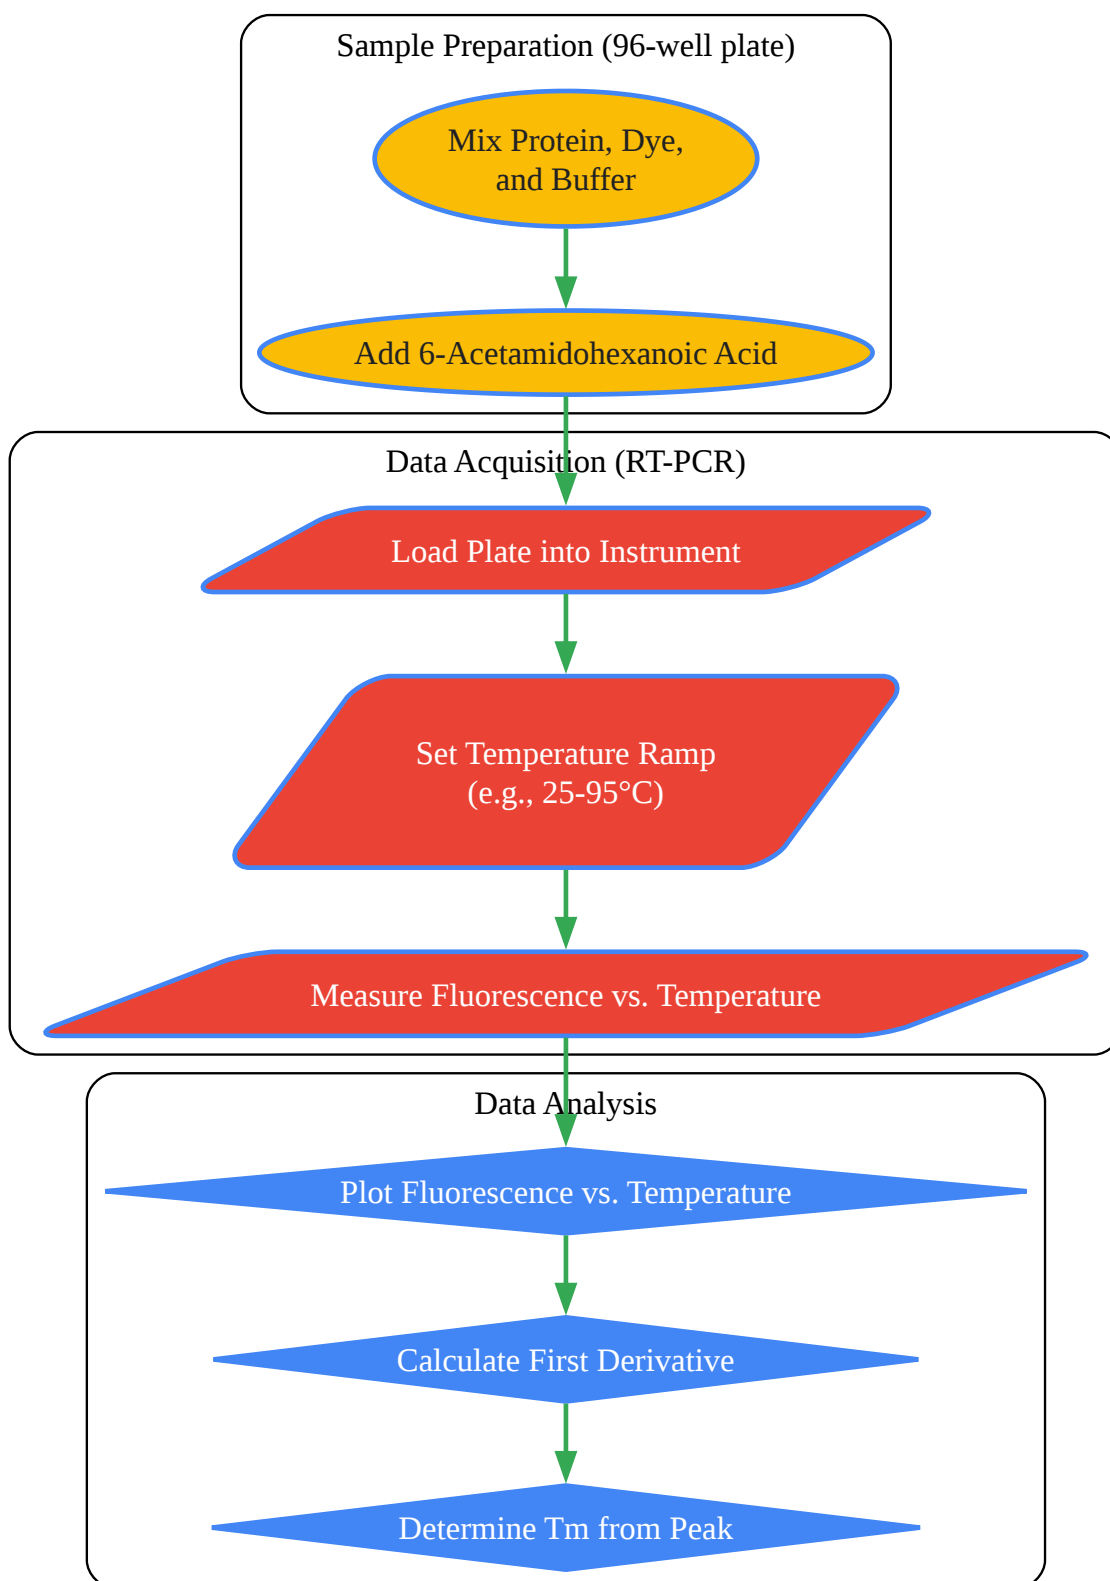 Sample Preparation (96-well plate)
Mix Protein, Dye,
and Buffer
Add 6-Acetamidohexanoic Acid
Data Acquisition (RT-PCR)
Load Plate into Instrument
Set Temperature Ramp
(e.g., 25-95°C)
Measure Fluorescence vs. Temperature
Data Analysis
Plot Fluorescence vs. Temperature
Calculate First Derivative
Determine Tm from Peak